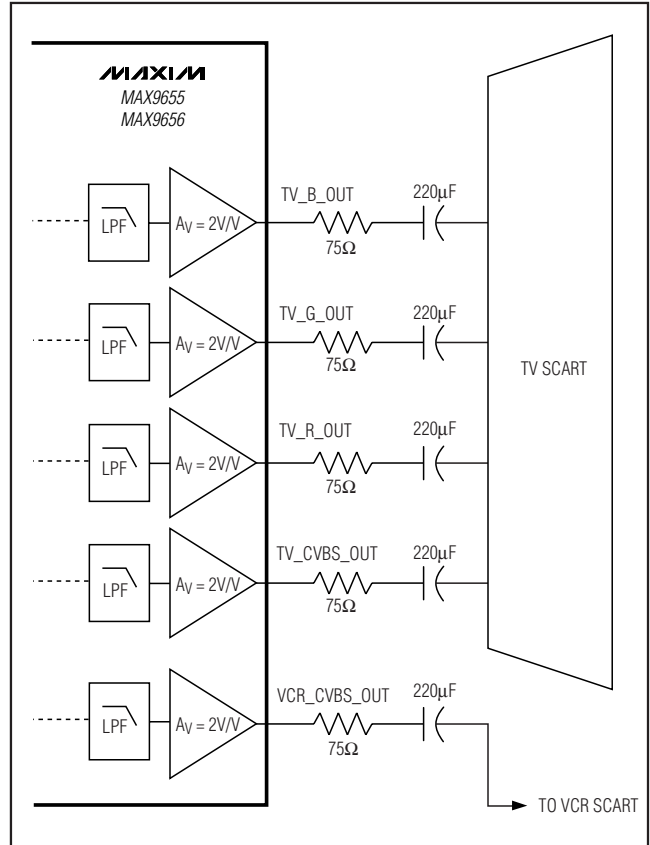 MAXIM
MAX9655
MAX9656
TV_B_OUT 220μF
LPF AV = 2V/V 75Ω
TV_G_OUT 220μF
LPF AV = 2V/V 75Ω
TV SCART
TV_R_OUT 220μF
LPF AV = 2V/V 75Ω
TV_CVBS_OUT 220μF
LPF AV = 2V/V 75Ω
VCR_CVBS_OUT 220μF
LPF AV = 2V/V 75Ω
TO VCR SCART